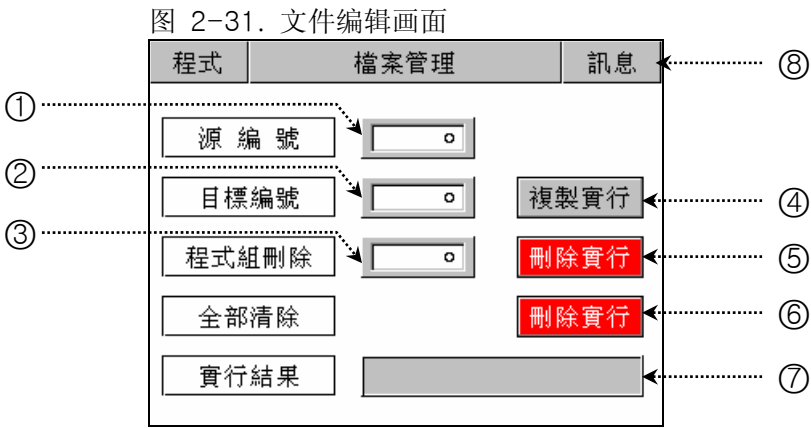 图 2-31. 文件编辑画面
程式 檔案管理 訊息 ⑧
①
源 編 號 0
②
目標編號 0 複製實行 ④
③
程式組刪除 0 刪除實行 ⑤
全部清除 刪除實行 ⑥
實行結果 ⑦